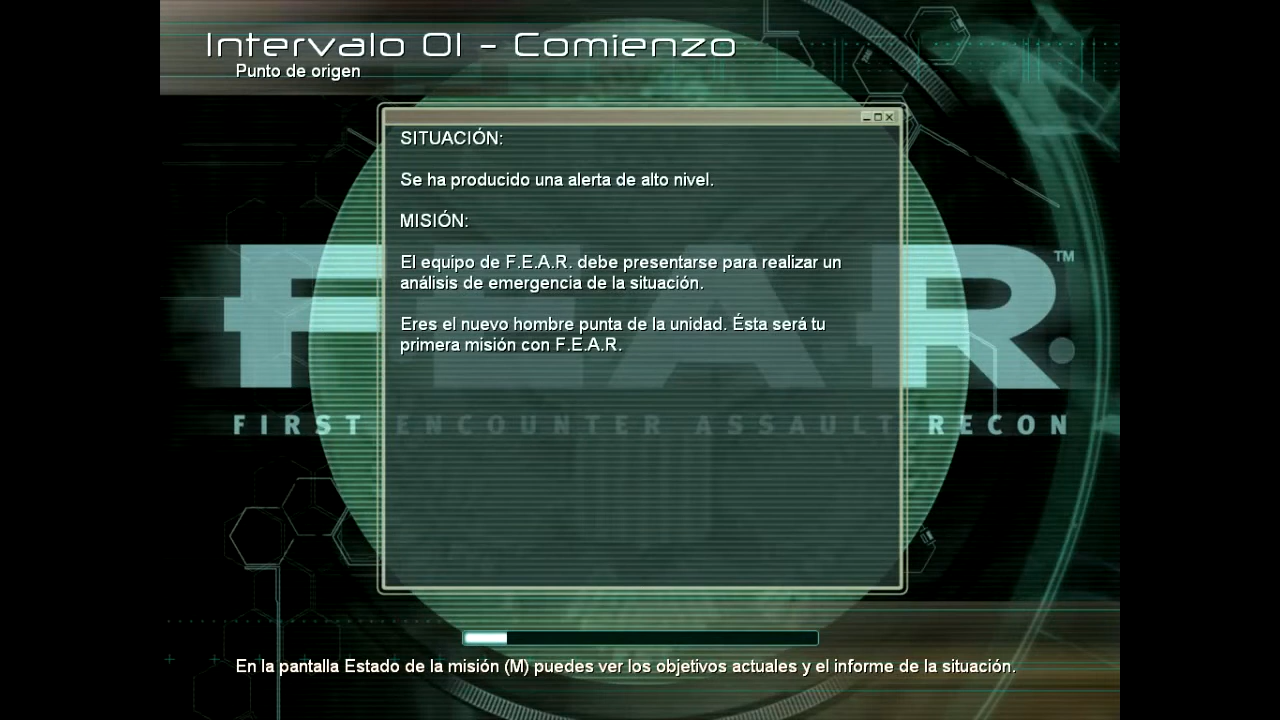 Intervalo 01 - Comienzo
Punto de origen
SITUACIÓN:
Se ha producido una alerta de alto nivel.
MISIÓN:
El equipo de F.E.A.R. debe presentarse para realizar un
análisis de emergencia de la situación.
Eres el nuevo hombre punta de la unidad. Ésta será tu
primera misión con F.E.A.R.
F.E.A.R. TM
FIRST ENCOUNTER ASSAULT RECON
En la pantalla Estado de la misión (M) puedes ver los objetivos actuales y el informe de la situación.